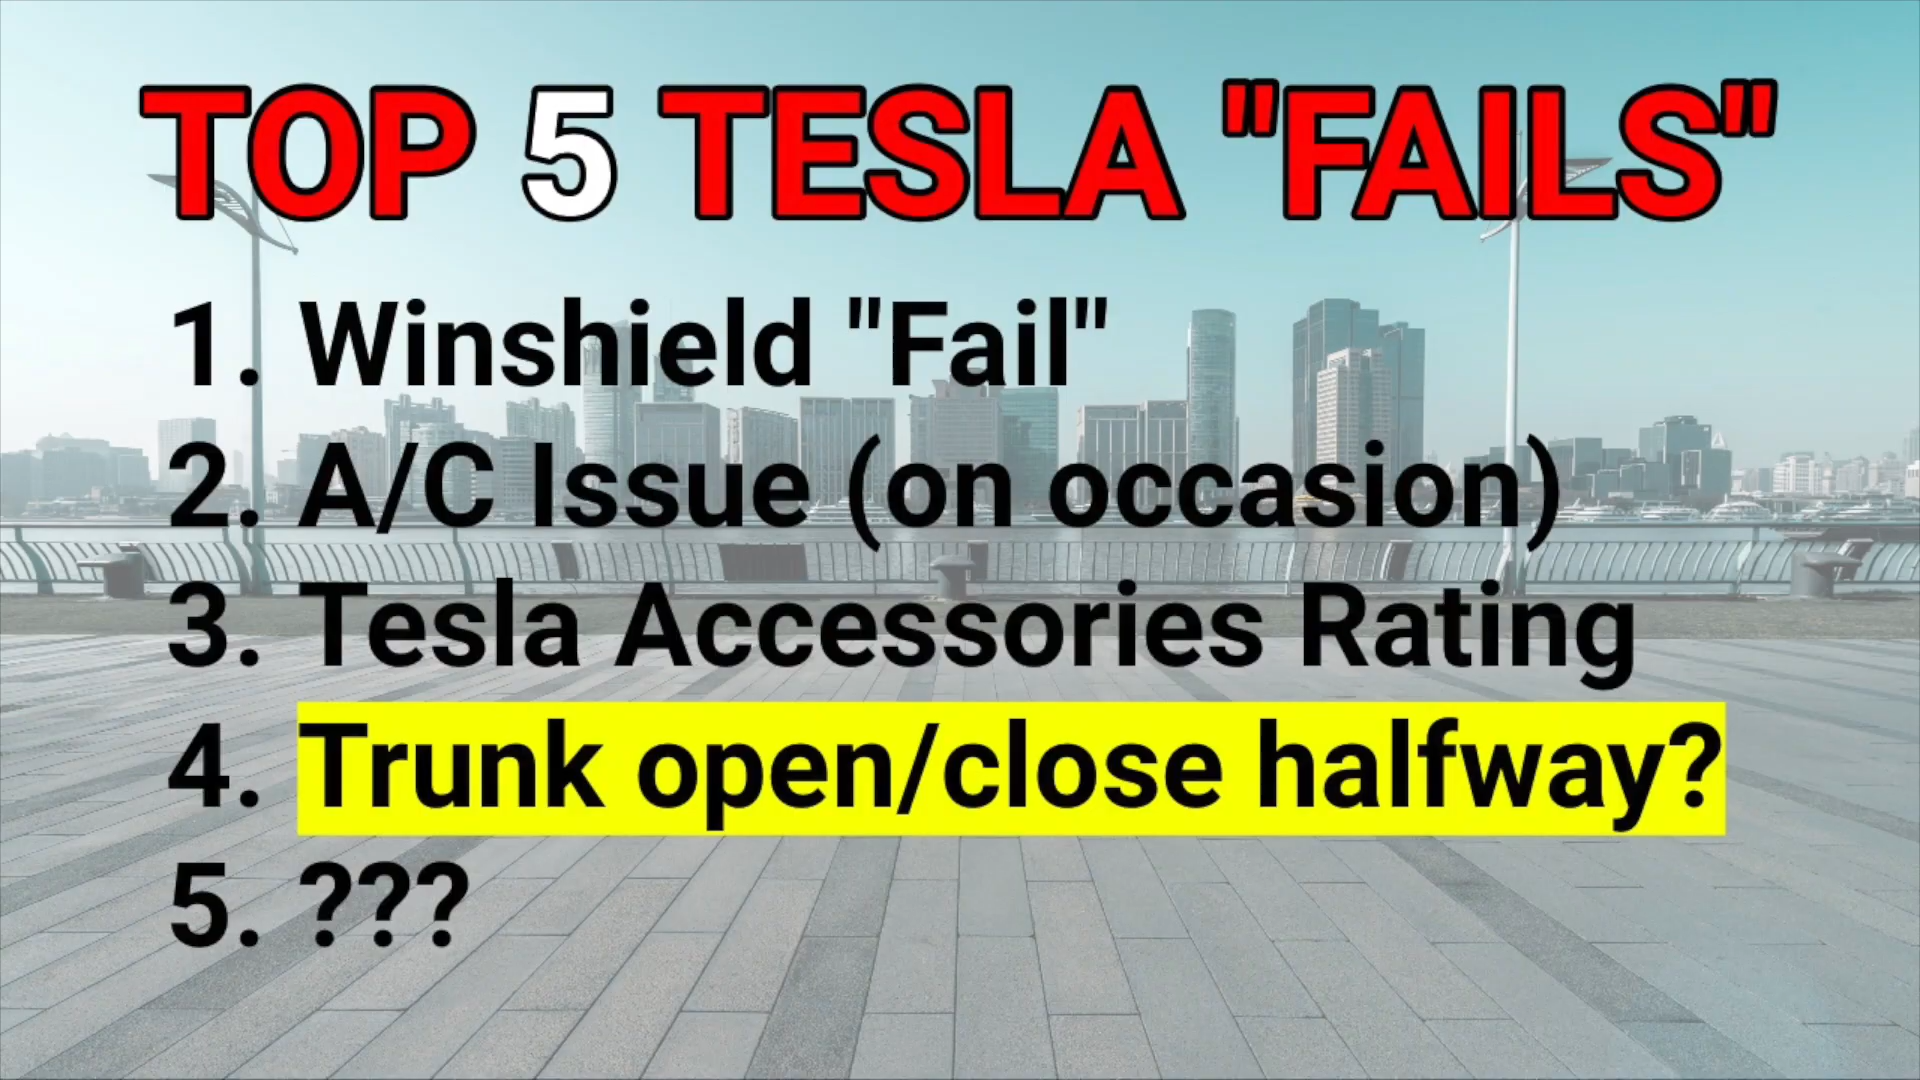 TOP 5 TESLA "FAILS"
1. Winshield "Fail"
2. A/C Issue (on occasion)
3. Tesla Accessories Rating
4. Trunk open/close halfway?
5. ???